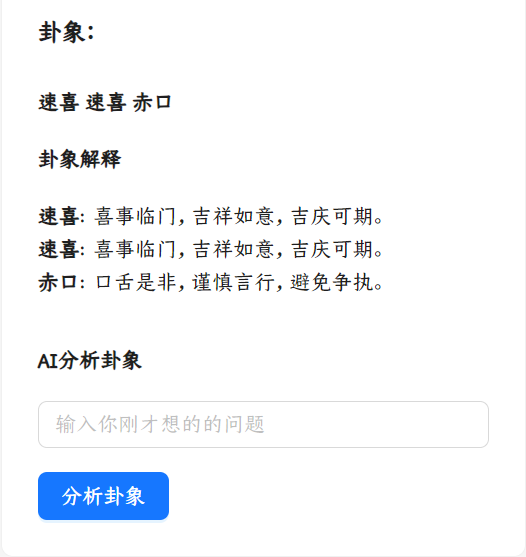 卦象:
速喜 速喜 赤口
卦象解释
速喜: 喜事临门, 吉祥如意, 吉庆可期。
速喜: 喜事临门, 吉祥如意, 吉庆可期。
赤口: 口舌是非, 谨慎言行, 避免争执。
AI分析卦象
输入你刚才想的的问题
分析卦象